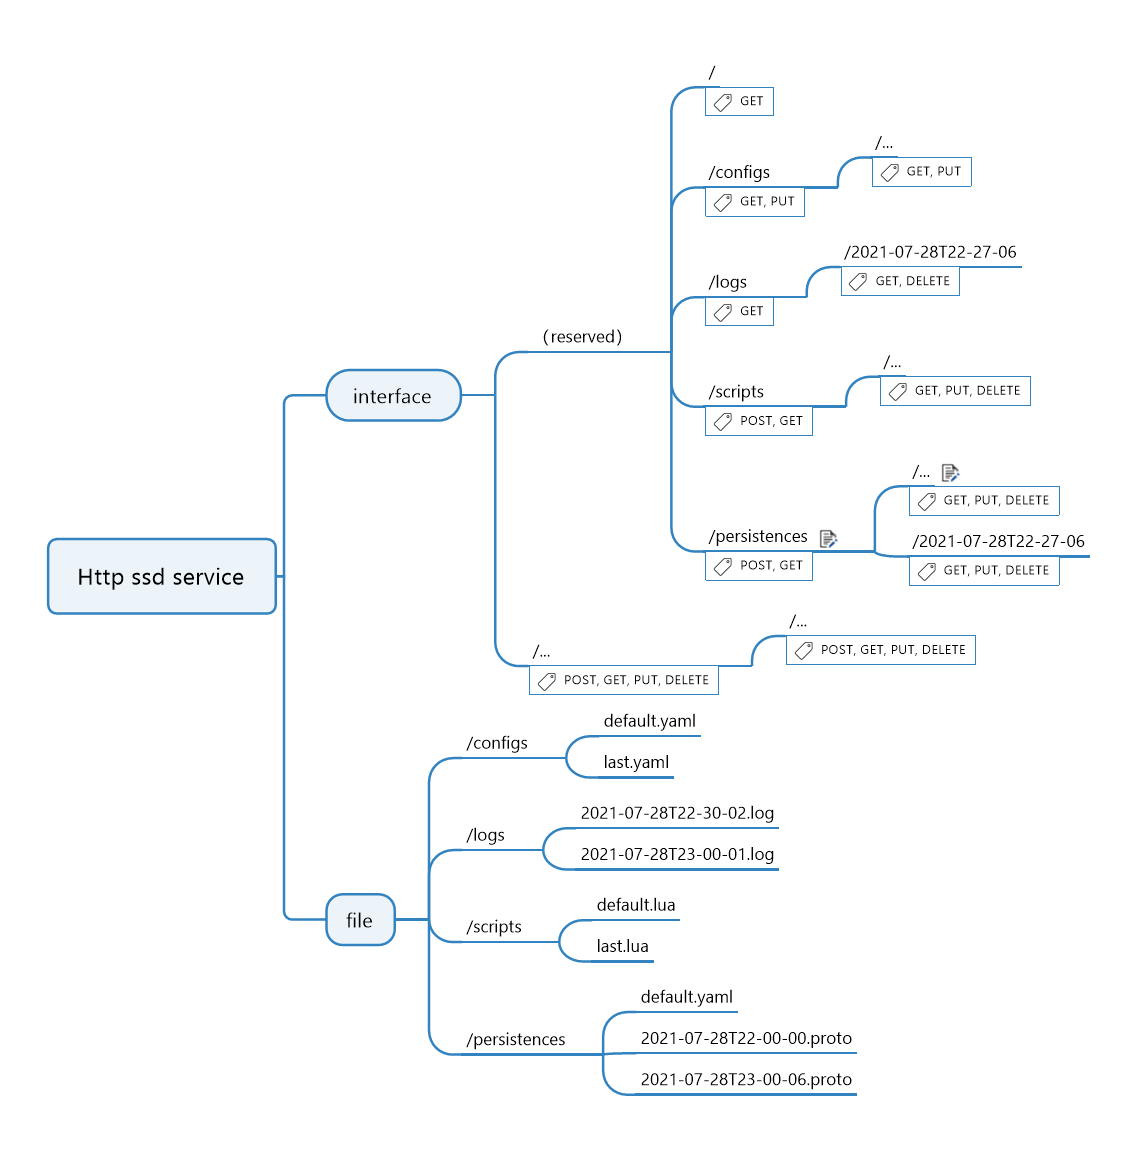 /
GET
/...
GET, PUT
/configs
GET, PUT
/2021-07-28T22-27-06
GET, DELETE
/logs
GET
(reserved)
/...
GET, PUT, DELETE
/scripts
POST, GET
interface
/...
GET, PUT, DELETE
/persistences
POST, GET
/2021-07-28T22-27-06
GET, PUT, DELETE
Http ssd service
/...
POST, GET, PUT, DELETE
/...
POST, GET, PUT, DELETE
default.yaml
/configs
last.yaml
2021-07-28T22-30-02.log
/logs
2021-07-28T23-00-01.log
file
default.lua
/scripts
last.lua
default.yaml
/persistences
2021-07-28T22-00-00.proto
2021-07-28T23-00-06.proto